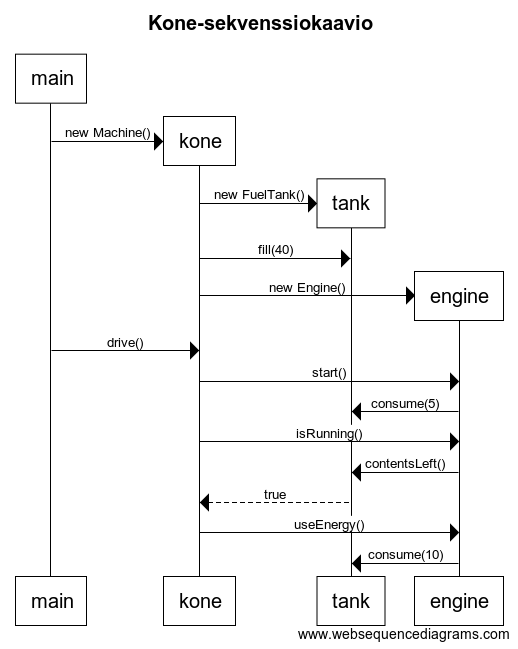 Kone-sekvenssiokaavio
main
new Machine()
kone
new FuelTank()
tank
fill(40)
new Engine()
engine
drive()
start()
consume(5)
isRunning()
contentsLeft()
true
useEnergy()
consume(10)
main
kone
tank
engine
www.websequencediagrams.com